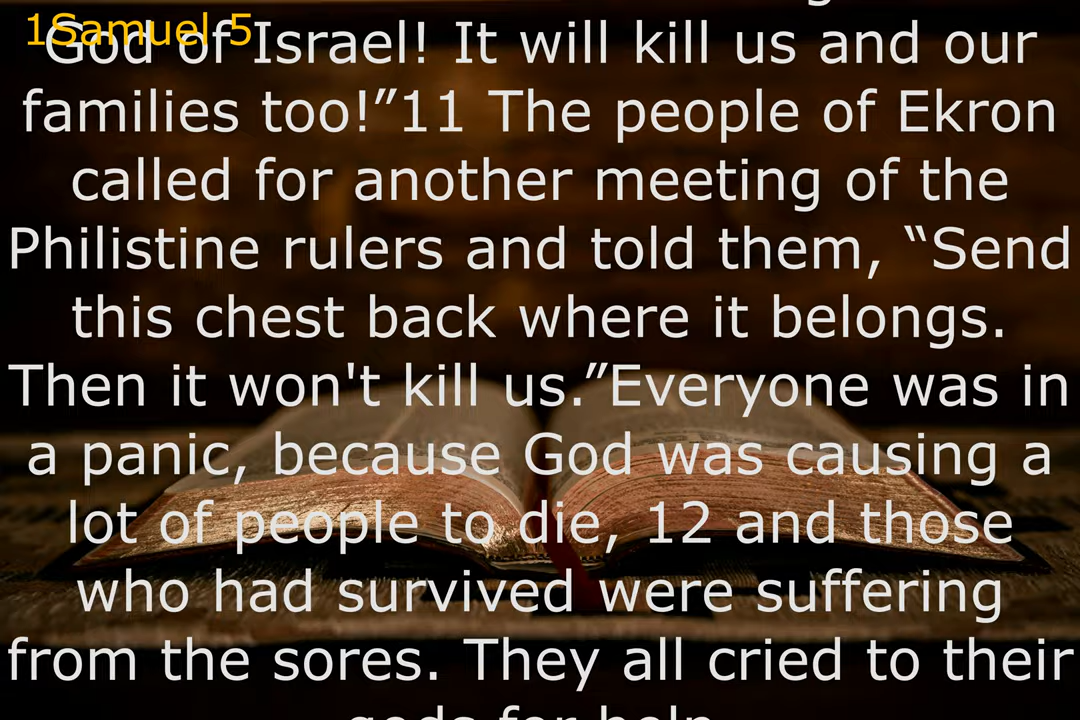 1Samuel 5
God of Israel! It will kill us and our
families too!”11 The people of Ekron
called for another meeting of the
Philistine rulers and told them, “Send
this chest back where it belongs.
Then it won't kill us.”Everyone was in
a panic, because God was causing a
lot of people to die, 12 and those
who had survived were suffering
from the sores. They all cried to their
gods for help